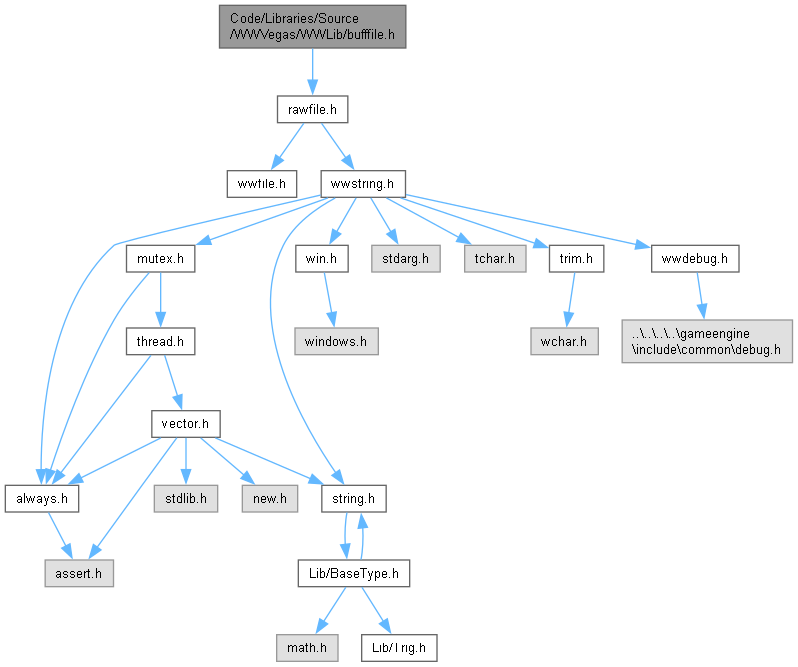 Code/Libraries/Source
/WWVegas/WWLib/bufffile.h
rawfile.h
wwfile.h
wwstring.h
mutex.h
win.h
stdarg.h
tchar.h
trim.h
wwdebug.h
thread.h
windows.h
wchar.h
..\..\..\..\gameengine
\include\common\debug.h
vector.h
always.h
stdlib.h
new.h
string.h
assert.h
Lib/BaseType.h
math.h
Lib/Trig.h